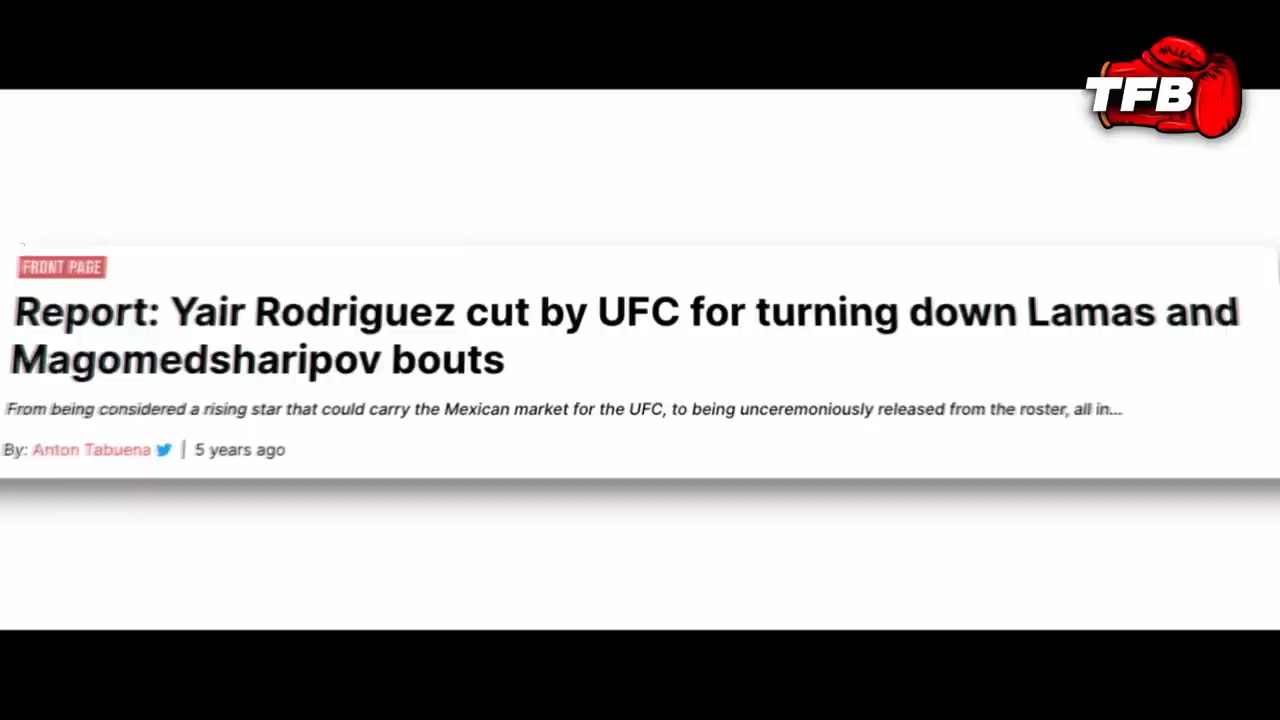 TFB
FRONT PAGE
Report: Yair Rodriguez cut by UFC for turning down Lamas and
Magomedsharipov bouts
From being considered a rising star that could carry the Mexican market for the UFC, to being unceremoniously released from the roster, all in...
By: Anton Tabuena | 5 years ago